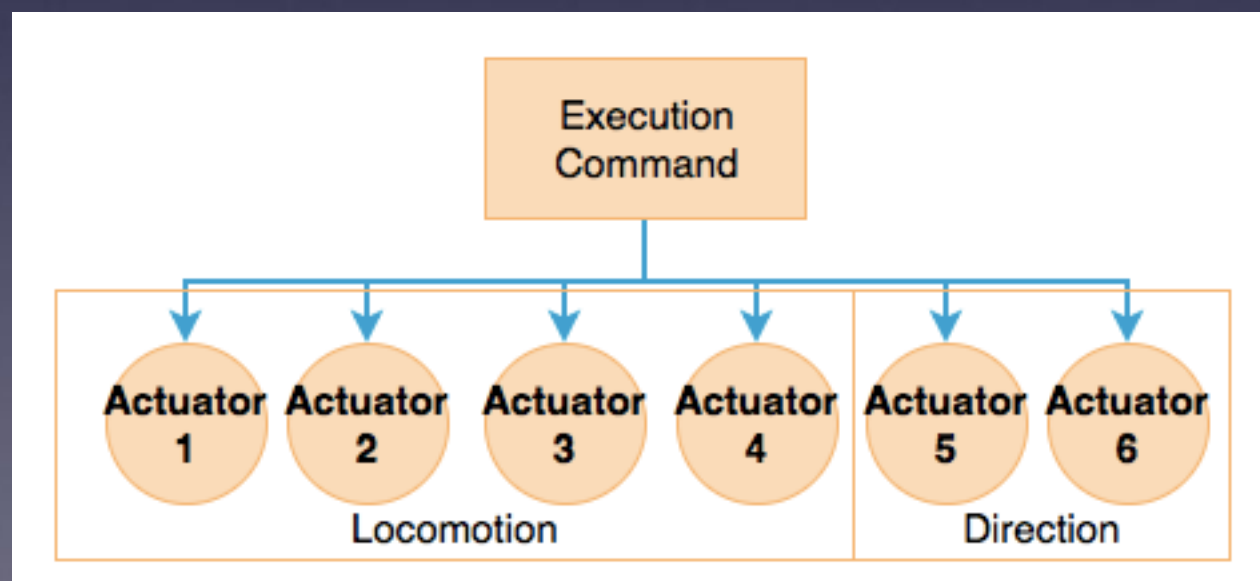 Execution
Command
Actuator Actuator Actuator Actuator Actuator Actuator
1 2 3 4 5 6
Locomotion Direction